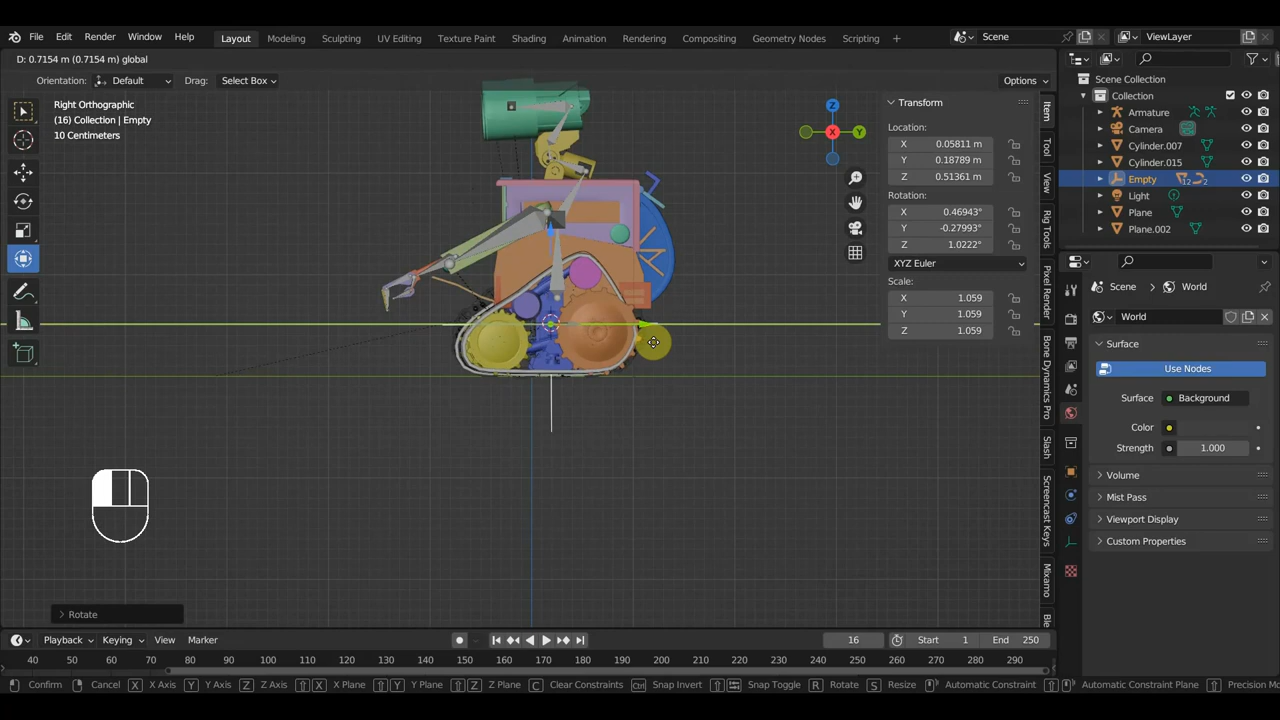 File Edit Render Window Help Layout Modeling Sculpting UV Editing Texture Paint Shading Animation Rendering Compositing Geometry Nodes Scripting + Scene ViewLayer
D: 0.7154 m (0.7154 m) global
Orientation: Default Drag: Select Box Options
Scene Collection
Collection
Armature
Camera
Cylinder.007
Cylinder.015
Empty 12 2
Light
Plane
Plane.002
Right Orthographic
(16) Collection | Empty
10 Centimeters
Z
X
Y
Transform
Location:
X 0.05811 m
Y 0.18789 m
Z 0.51361 m
Rotation:
X 0.46943°
Y -0.27993°
Z 1.0222°
XYZ Euler
Scale:
X 1.059
Y 1.059
Z 1.059
Item
Tool
View
Rig Tools
Pixel Render
Bone Dynamics Pro
Slash
Screencast Keys
Mixamo
Ble
Scene World
World
Surface
Use Nodes
Surface Background
Color
Strength 1.000
Volume
Mist Pass
Viewport Display
Custom Properties
Rotate
Playback Keying View Marker 16 Start 1 End 250
40 50 60 70 80 90 100 110 120 130 140 150 160 170 180 190 200 210 220 230 240 250 260 270 280 290
Confirm Cancel X X Axis Y Y Axis Z Z Axis X X Plane Y Y Plane Z Z Plane C Clear Constraints Ctrl Snap Invert Snap Toggle R Rotate S Resize Automatic Constraint Automatic Constraint Plane Precision Mo